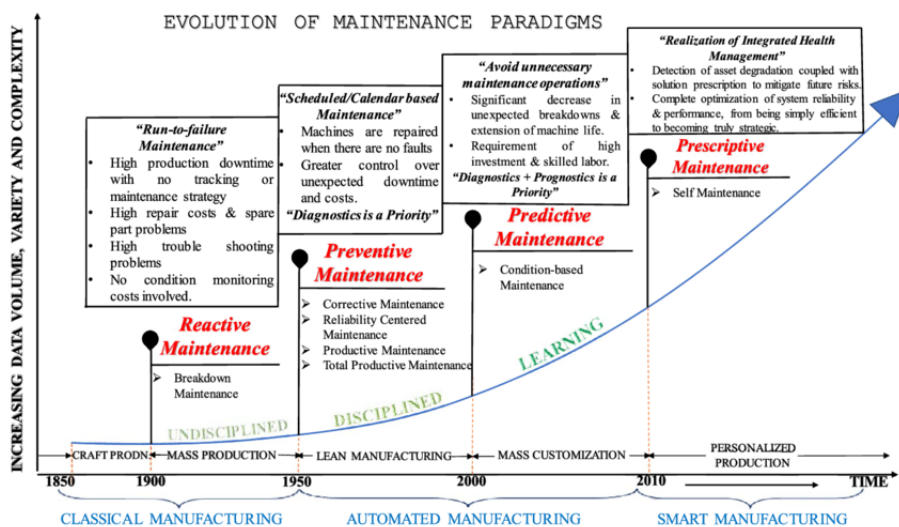 EVOLUTION OF MAINTENANCE PARADIGMS
INCREASING DATA VOLUME, VARIETY AND COMPLEXITY
“Run-to-failure
Maintenance”
• High production downtime
with no tracking or
maintenance strategy
• High repair costs & spare
part problems
• High trouble shooting
problems
• No condition monitoring
costs involved.
Reactive
Maintenance
➢ Breakdown
Maintenance
“Scheduled/Calendar based
Maintenance”
• Machines are repaired
when there are no faults
• Greater control over
unexpected downtime
and costs.
“Diagnostics is a Priority”
Preventive
Maintenance
➢ Corrective Maintenance
➢ Reliability Centered
Maintenance
➢ Productive Maintenance
➢ Total Productive Maintenance
“Avoid unnecessary
maintenance operations”
• Significant decrease in
unexpected breakdowns &
extension of machine life.
• Requirement of high
investment & skilled labor.
“Diagnostics + Prognostics is a
Priority”
Predictive
Maintenance
➢ Condition-based
Maintenance
“Realization of Integrated Health
Management”
• Detection of asset degradation coupled with
solution prescription to mitigate future risks.
• Complete optimization of system reliability
& performance, from being simply efficient
to becoming truly strategic.
Prescriptive
Maintenance
➢ Self Maintenance
UNDISCIPLINED
DISCIPLINED
LEARNING
CRAFT PRODN.
MASS PRODUCTION
LEAN MANUFACTURING
MASS CUSTOMIZATION
PERSONALIZED
PRODUCTION
1850
1900
1950
2000
2010
TIME
CLASSICAL MANUFACTURING
AUTOMATED MANUFACTURING
SMART MANUFACTURING